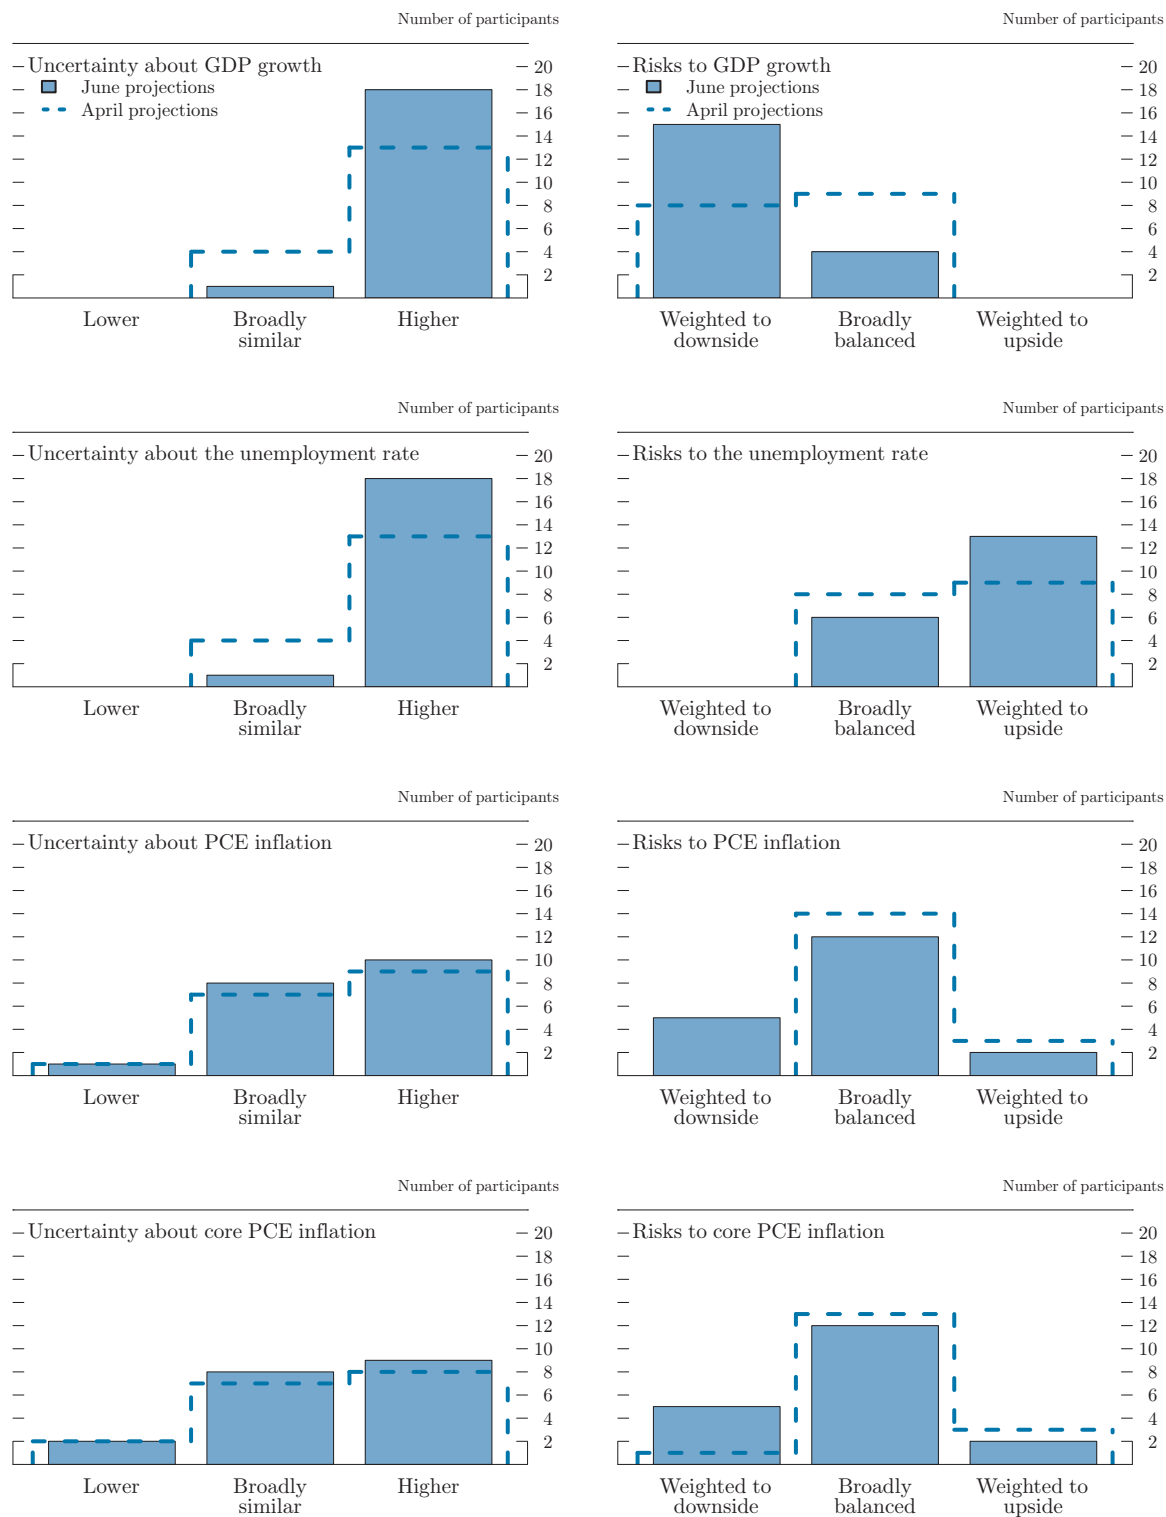 Number of participants
Uncertainty about GDP growth
June projections
April projections
20
18
16
14
12
10
8
6
4
2
Lower
Broadly
similar
Higher
Number of participants
Risks to GDP growth
June projections
April projections
20
18
16
14
12
10
8
6
4
2
Weighted to
downside
Broadly
balanced
Weighted to
upside
Number of participants
Uncertainty about the unemployment rate
20
18
16
14
12
10
8
6
4
2
Lower
Broadly
similar
Higher
Number of participants
Risks to the unemployment rate
20
18
16
14
12
10
8
6
4
2
Weighted to
downside
Broadly
balanced
Weighted to
upside
Number of participants
Uncertainty about PCE inflation
20
18
16
14
12
10
8
6
4
2
Lower
Broadly
similar
Higher
Number of participants
Risks to PCE inflation
20
18
16
14
12
10
8
6
4
2
Weighted to
downside
Broadly
balanced
Weighted to
upside
Number of participants
Uncertainty about core PCE inflation
20
18
16
14
12
10
8
6
4
2
Lower
Broadly
similar
Higher
Number of participants
Risks to core PCE inflation
20
18
16
14
12
10
8
6
4
2
Weighted to
downside
Broadly
balanced
Weighted to
upside